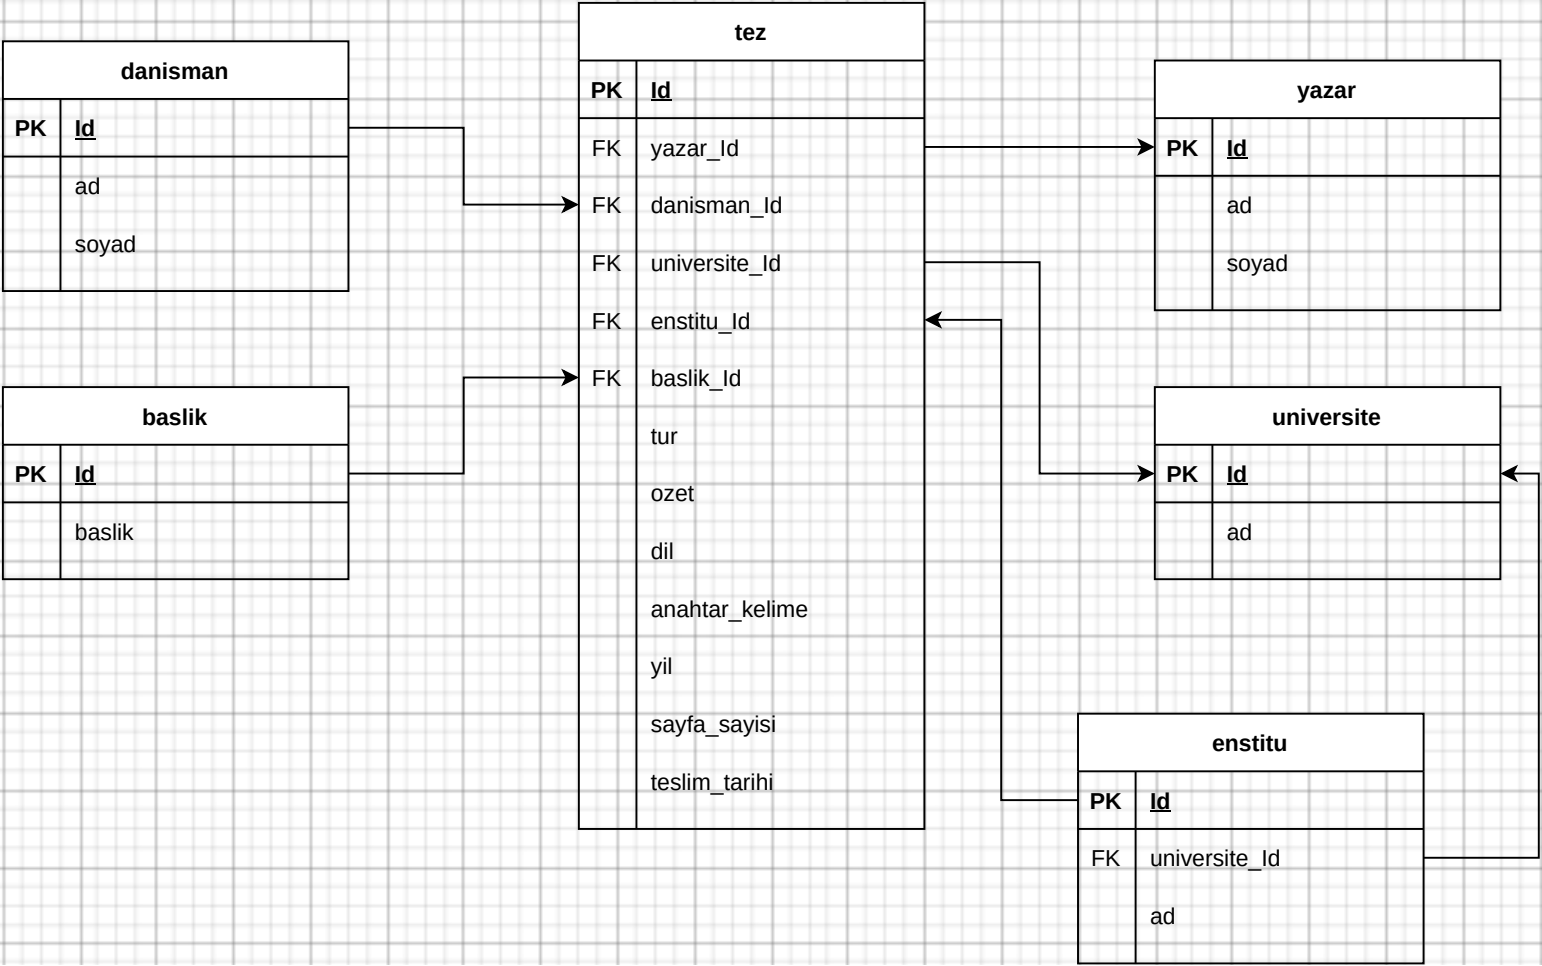 danisman
PK Id
ad
soyad
baslik
PK Id
baslik
tez
PK Id
FK yazar_Id
FK danisman_Id
FK universite_Id
FK enstitu_Id
FK baslik_Id
tur
ozet
dil
anahtar_kelime
yil
sayfa_sayisi
teslim_tarihi
yazar
PK Id
ad
soyad
universite
PK Id
ad
enstitu
PK Id
FK universite_Id
ad